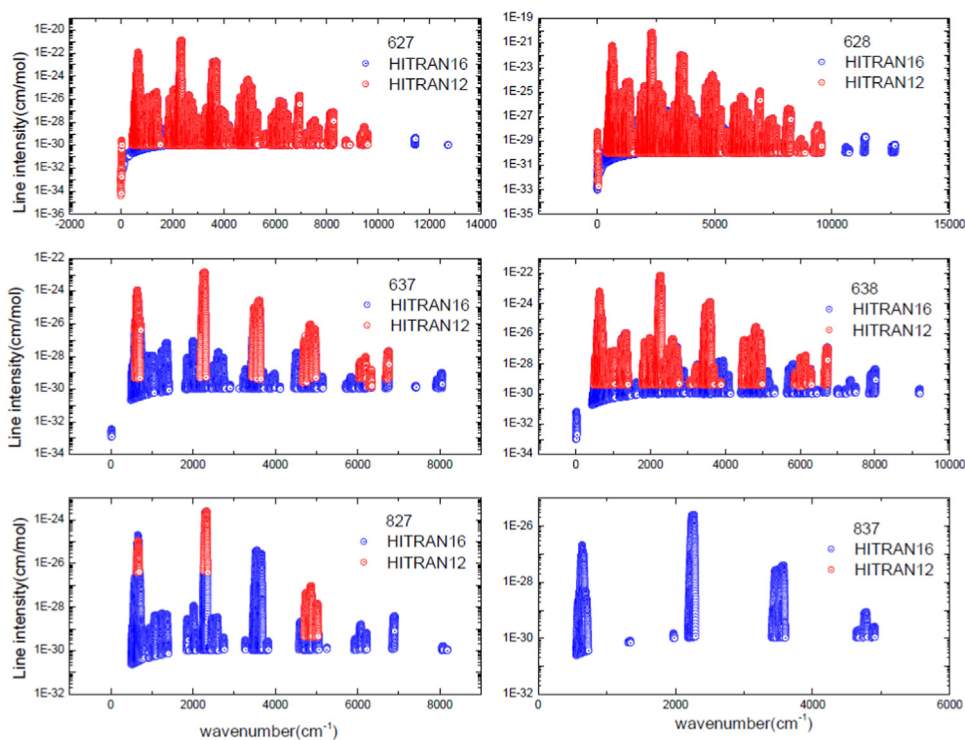 Line intensity(cm/mol)
1E-20
1E-22
1E-24
1E-26
1E-28
1E-30
1E-32
1E-34
1E-36
627
HITRAN16
HITRAN12
-2000 0 2000 4000 6000 8000 10000 12000 14000
1E-19
1E-21
1E-23
1E-25
1E-27
1E-29
1E-31
1E-33
1E-35
628
HITRAN16
HITRAN12
0 5000 10000 15000
Line intensity(cm/mol)
1E-22
1E-24
1E-26
1E-28
1E-30
1E-32
1E-34
637
HITRAN16
HITRAN12
0 2000 4000 6000 8000
1E-22
1E-24
1E-26
1E-28
1E-30
1E-32
1E-34
638
HITRAN16
HITRAN12
0 2000 4000 6000 8000 10000
Line intensity(cm/mol)
1E-24
1E-26
1E-28
1E-30
1E-32
827
HITRAN16
HITRAN12
0 2000 4000 6000 8000
wavenumber(cm⁻¹)
1E-26
1E-28
1E-30
1E-32
837
HITRAN16
HITRAN12
0 2000 4000 6000
wavenumber(cm⁻¹)